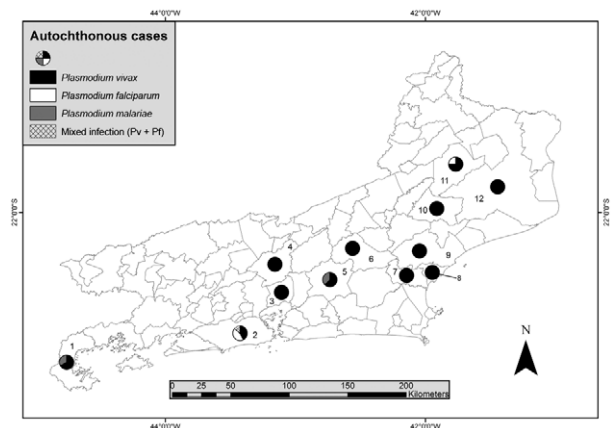 44°0'0"W
42°0'0"W
Autochthonous cases
Plasmodium vivax
Plasmodium falciparum
Plasmodium malariae
Mixed infection (Pv + Pf)
22°0'0"S
22°0'0"S
11
12
10
4
6
9
5
7
8
3
2
1
N
0 25 50 100 150 200
Kilometers
44°0'0"W
42°0'0"W